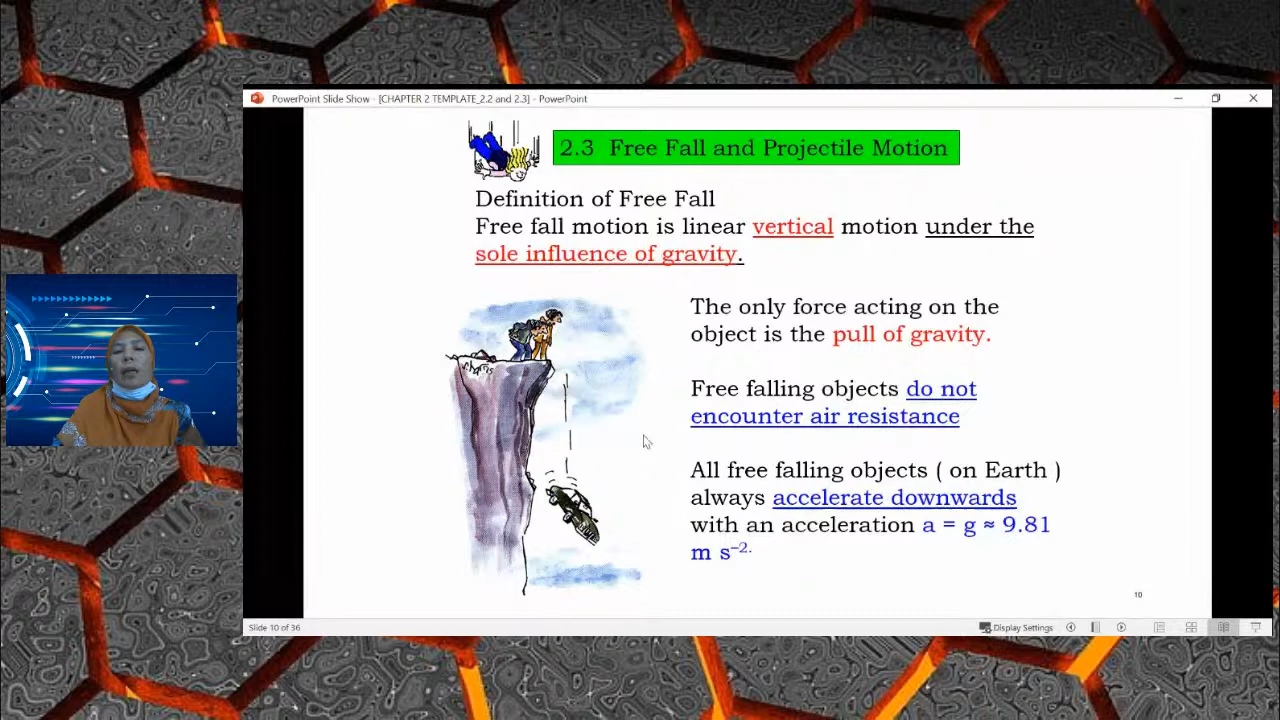 PowerPoint Slide Show - [CHAPTER 2 TEMPLATE_2.2 and 2.3] - PowerPoint
2.3 Free Fall and Projectile Motion
Definition of Free Fall
Free fall motion is linear vertical motion under the
sole influence of gravity.
The only force acting on the
object is the pull of gravity.
Free falling objects do not
encounter air resistance
All free falling objects ( on Earth )
always accelerate downwards
with an acceleration a = g ≈ 9.81
m s⁻².
10
Slide 10 of 36
Display Settings